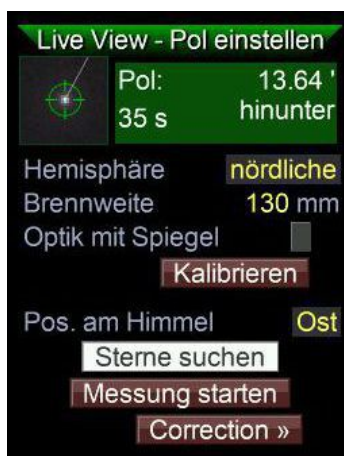 Live View - Pol einstellen
Pol: 13.64 '
35 s hinunter
Hemisphäre nördliche
Brennweite 130 mm
Optik mit Spiegel
Kalibrieren
Pos. am Himmel Ost
Sterne suchen
Messung starten
Correction »